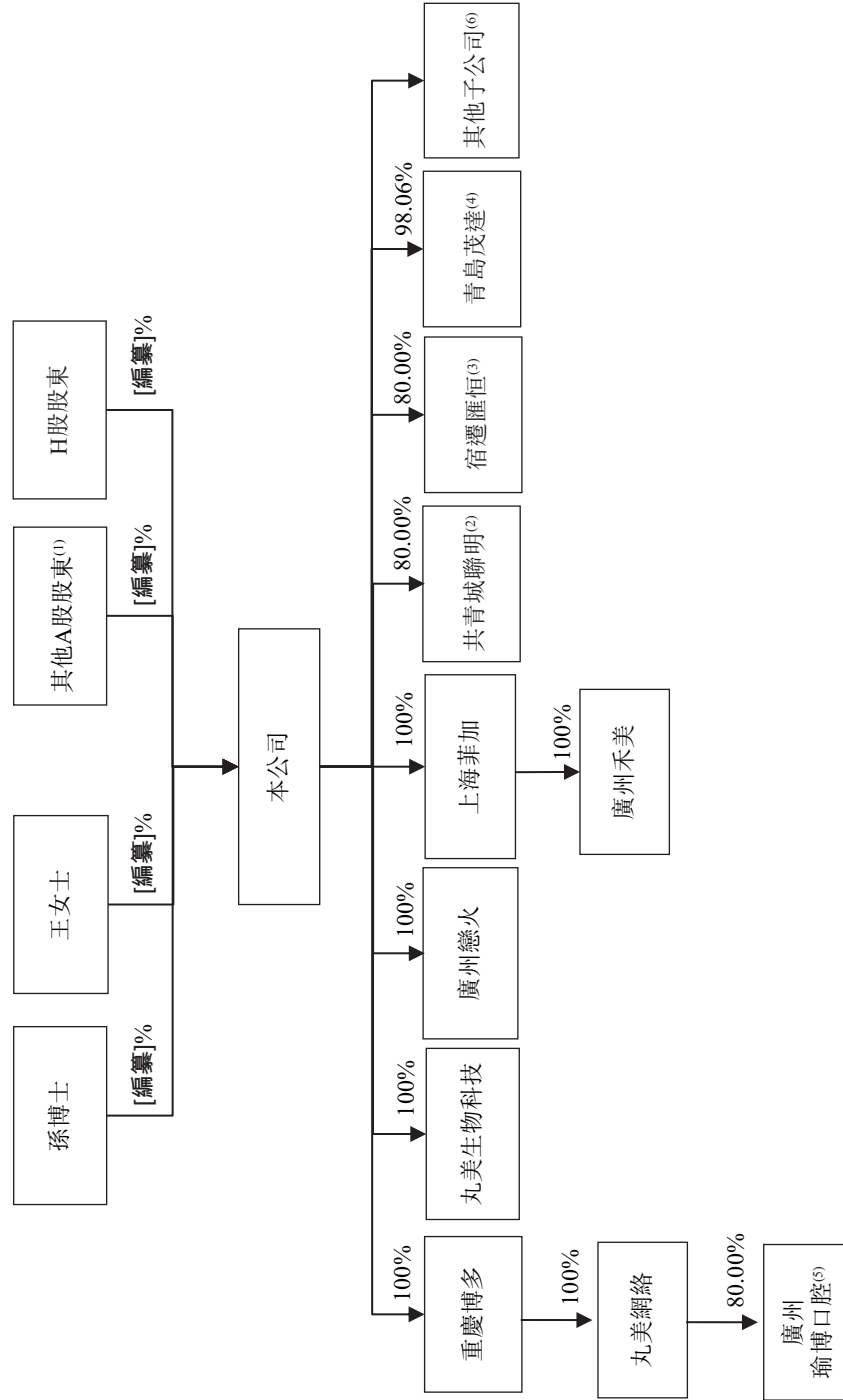 孫博士
王女士
其他A股股東(1)
H股股東
[編纂]%
[編纂]%
[編纂]%
[編纂]%
本公司
100%
100%
100%
100%
80.00%
80.00%
98.06%
重慶博多
丸美生物科技
廣州戀火
上海菲加
共青城聯明(2)
宿遷匯恒(3)
青島茂達(4)
其他子公司(6)
100%
100%
丸美網絡
廣州禾美
80.00%
廣州
瑜博口腔(5)